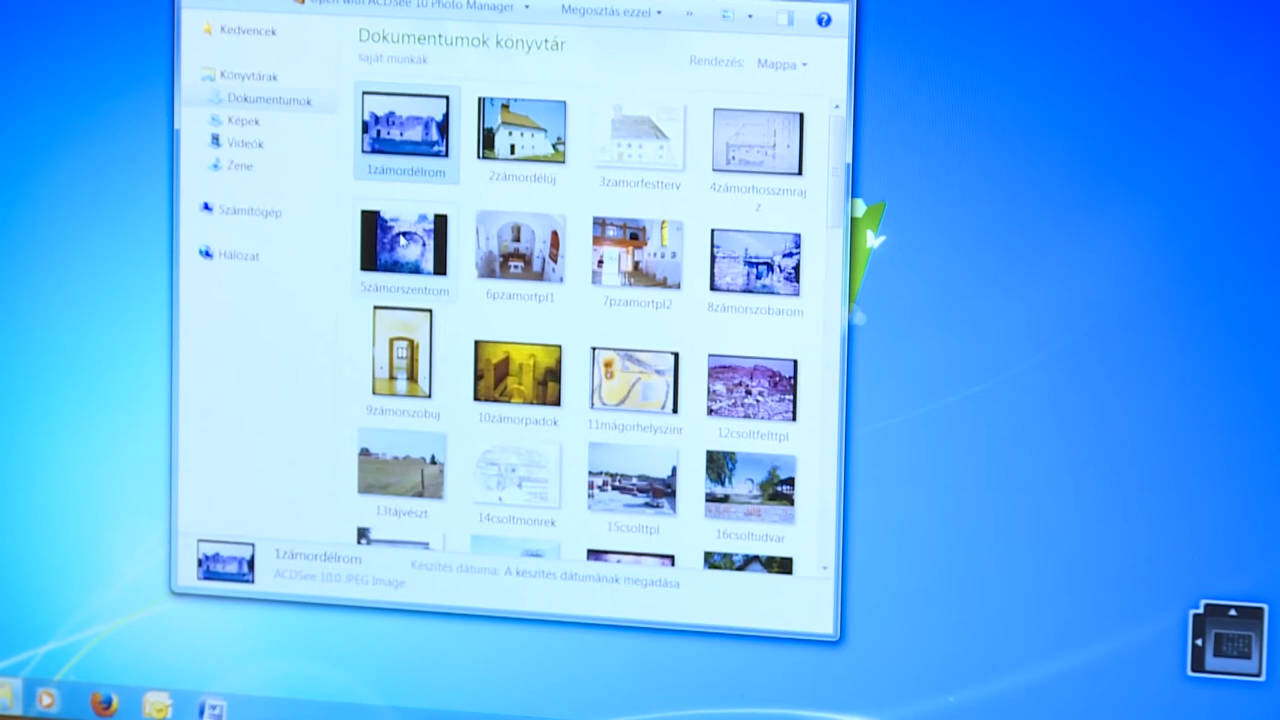 Open with ACDSee 10 Photo Manager
Megosztás ezzel
»
Kedvencek
Könyvtárak
Dokumentumok
Képek
Videók
Zene
Számítógép
Hálózat
Dokumentumok könyvtár
saját munkák
Rendezés: Mappa
1zámordélrom
2zámordélúj
3zamorfestterv
4zámorhosszmraj
z
5zámorszentrom
6pzamortpl1
7pzamortpl2
8zámorszobarom
9zámorszobuj
10zámorpadok
11mágorhelyszinr
12csoltfelttpl
13tájvészt
14csoltmonrek
15csolttpl
16csoltudvar
1zámordélrom
ACDSee 10.0 JPEG Image
Készítés dátuma: A készítés dátumának megadása